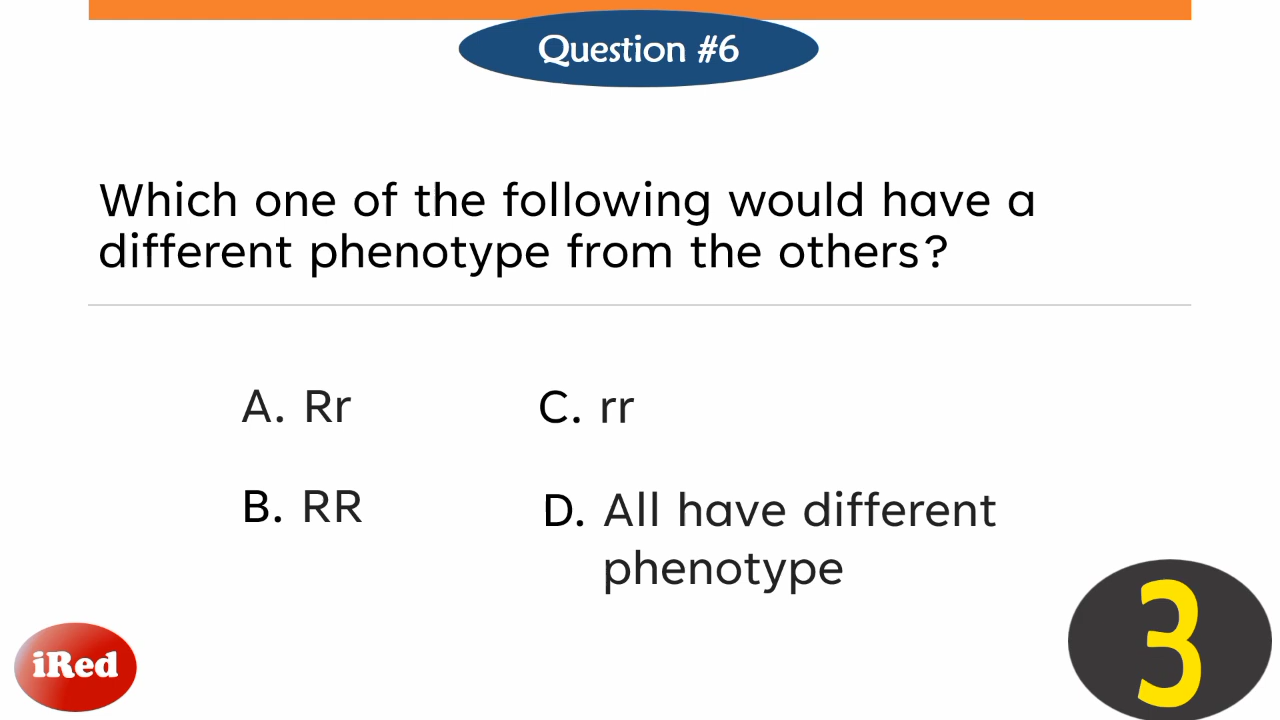 Question #6
Which one of the following would have a
different phenotype from the others?
A. Rr
C. rr
B. RR
D. All have different
phenotype
iRed
3